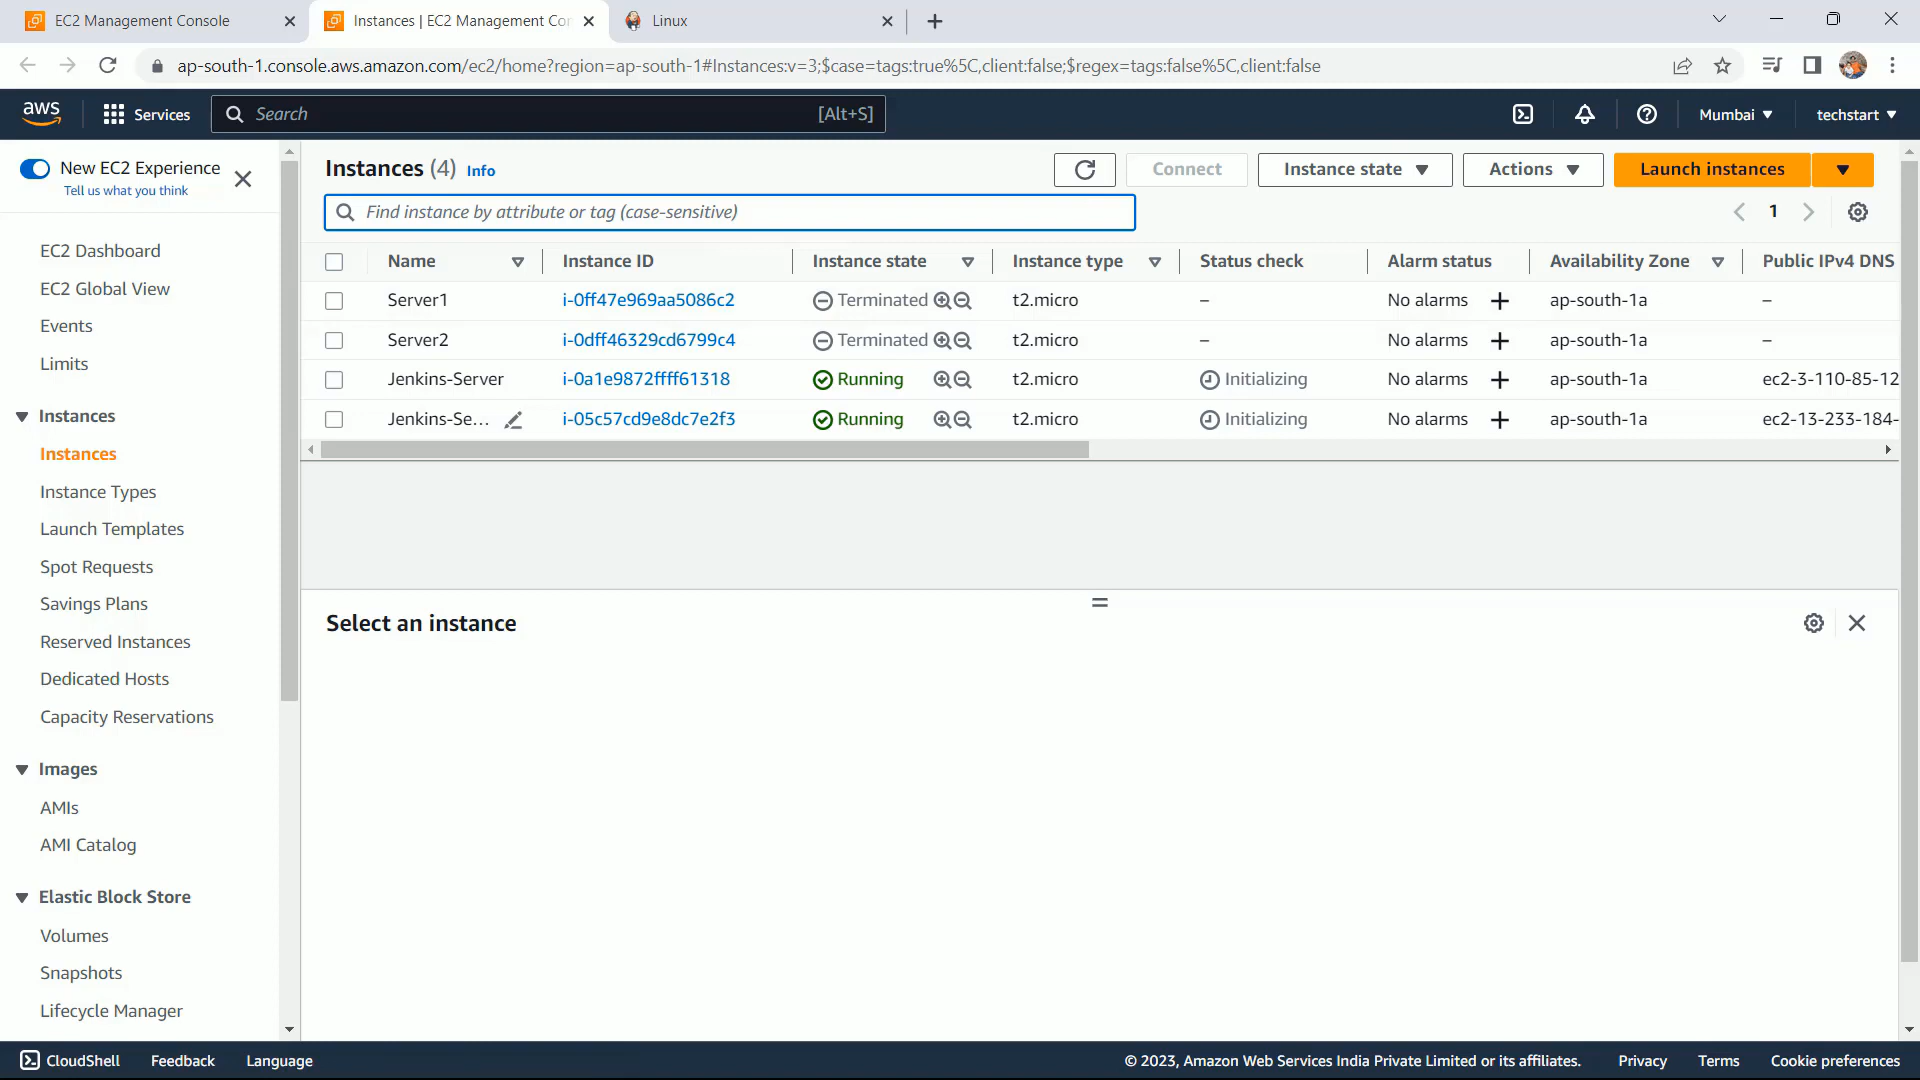 EC2 Management Console
Instances | EC2 Management Con
Linux
ap-south-1.console.aws.amazon.com/ec2/home?region=ap-south-1#Instances:v=3;$case=tags:true%5C,client:false;$regex=tags:false%5C,client:false
aws
Services
Search
[Alt+S]
Mumbai
techstart
New EC2 Experience
Tell us what you think
EC2 Dashboard
EC2 Global View
Events
Limits
Instances
Instances
Instance Types
Launch Templates
Spot Requests
Savings Plans
Reserved Instances
Dedicated Hosts
Capacity Reservations
Images
AMIs
AMI Catalog
Elastic Block Store
Volumes
Snapshots
Lifecycle Manager
Instances (4) Info
Connect
Instance state
Actions
Launch instances
Find instance by attribute or tag (case-sensitive)
1
Name Instance ID Instance state Instance type Status check Alarm status Availability Zone Public IPv4 DNS
Server1 i-0ff47e969aa5086c2 Terminated t2.micro – No alarms + ap-south-1a –
Server2 i-0dff46329cd6799c4 Terminated t2.micro – No alarms + ap-south-1a –
Jenkins-Server i-0a1e9872ffff61318 Running t2.micro Initializing No alarms + ap-south-1a ec2-3-110-85-12
Jenkins-Se... i-05c57cd9e8dc7e2f3 Running t2.micro Initializing No alarms + ap-south-1a ec2-13-233-184-
Select an instance
CloudShell Feedback Language © 2023, Amazon Web Services India Private Limited or its affiliates. Privacy Terms Cookie preferences